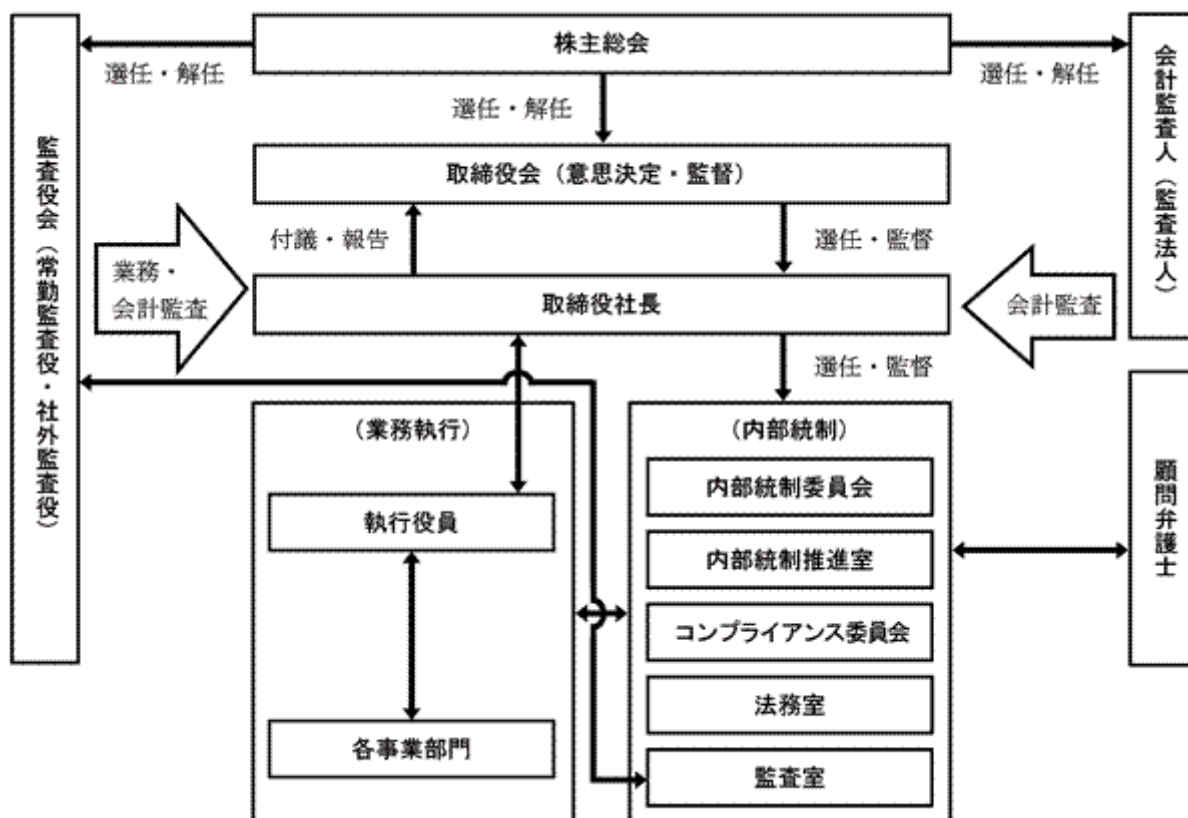 株主総会
選任・解任
選任・解任
選任・解任
監査役会（常勤監査役・社外監査役）
会計監査人（監査法人）
取締役会（意思決定・監督）
付議・報告
選任・監督
業務・
会計監査
取締役社長
会計監査
選任・監督
（業務執行）
（内部統制）
執行役員
各事業部門
内部統制委員会
内部統制推進室
コンプライアンス委員会
法務室
監査室
顧問弁護士